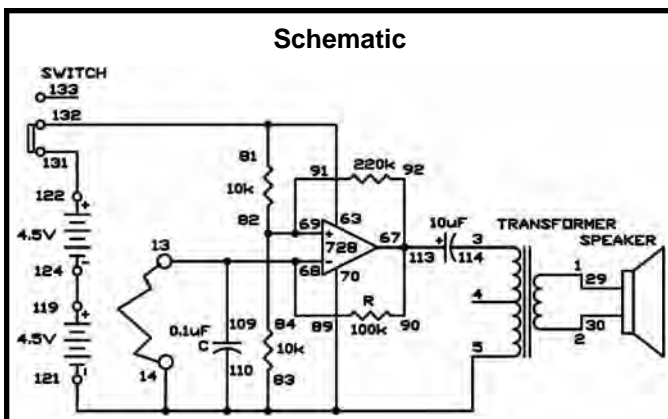 Schematic
SWITCH
133
132
131
122
+
4.5V
-
124
119
+
4.5V
-
121
13
14
0.1uF
C
109
110
81
10k
82
84
10k
83
91
220k
92
69
+
63
728
67
68
-
70
89
R
100k
90
10uF
+
113
114
TRANSFORMER
SPEAKER
3
4
5
1
29
30
2